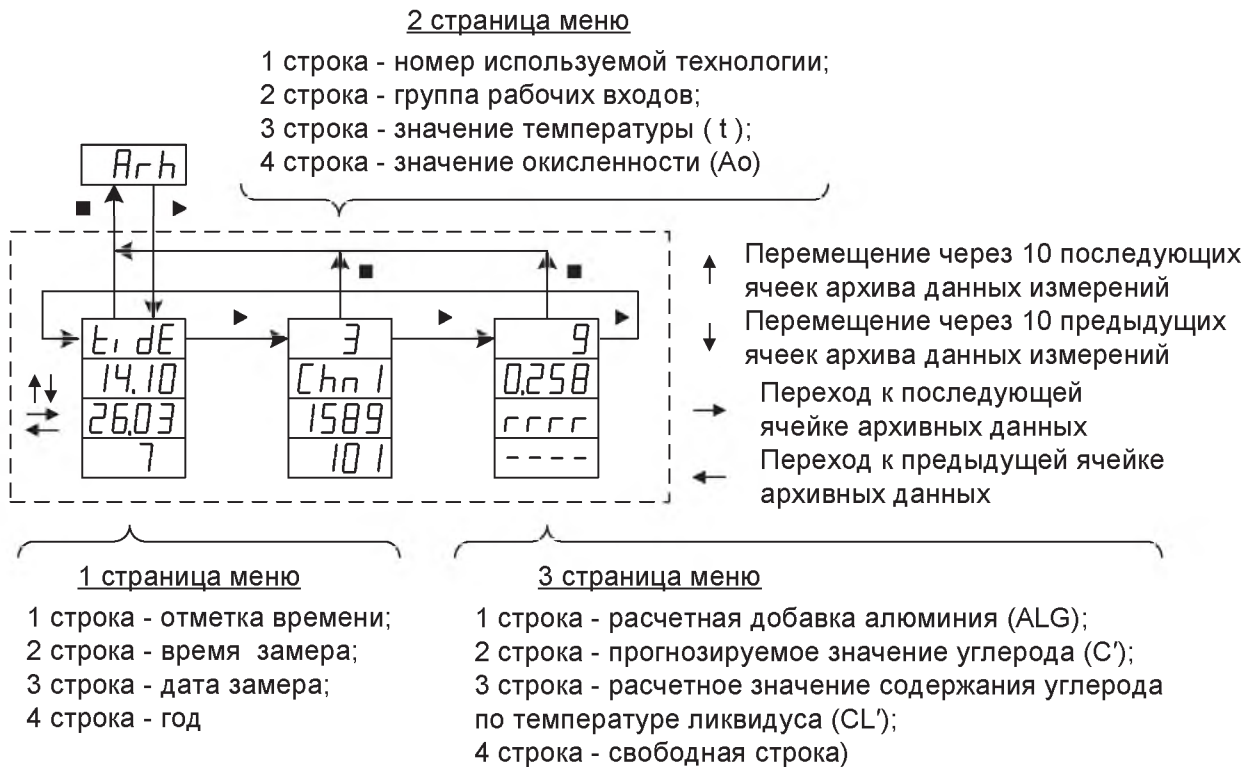 2 страница меню
1 строка - номер используемой технологии;
2 строка - группа рабочих входов;
3 строка - значение температуры ( t );
4 строка - значение окисленности (Ао)
Arh
ti dE
14.10
26.03
7
3
Chn1
1589
101
9
0.258
rrrr
----
Перемещение через 10 последующих
ячеек архива данных измерений
Перемещение через 10 предыдущих
ячеек архива данных измерений
Переход к последующей
ячейке архивных данных
Переход к предыдущей ячейке
архивных данных
1 страница меню
1 строка - отметка времени;
2 строка - время замера;
3 строка - дата замера;
4 строка - год
3 страница меню
1 строка - расчетная добавка алюминия (ALG);
2 строка - прогнозируемое значение углерода (C′);
3 строка - расчетное значение содержания углерода
по температуре ликвидуса (CL′);
4 строка - свободная строка)